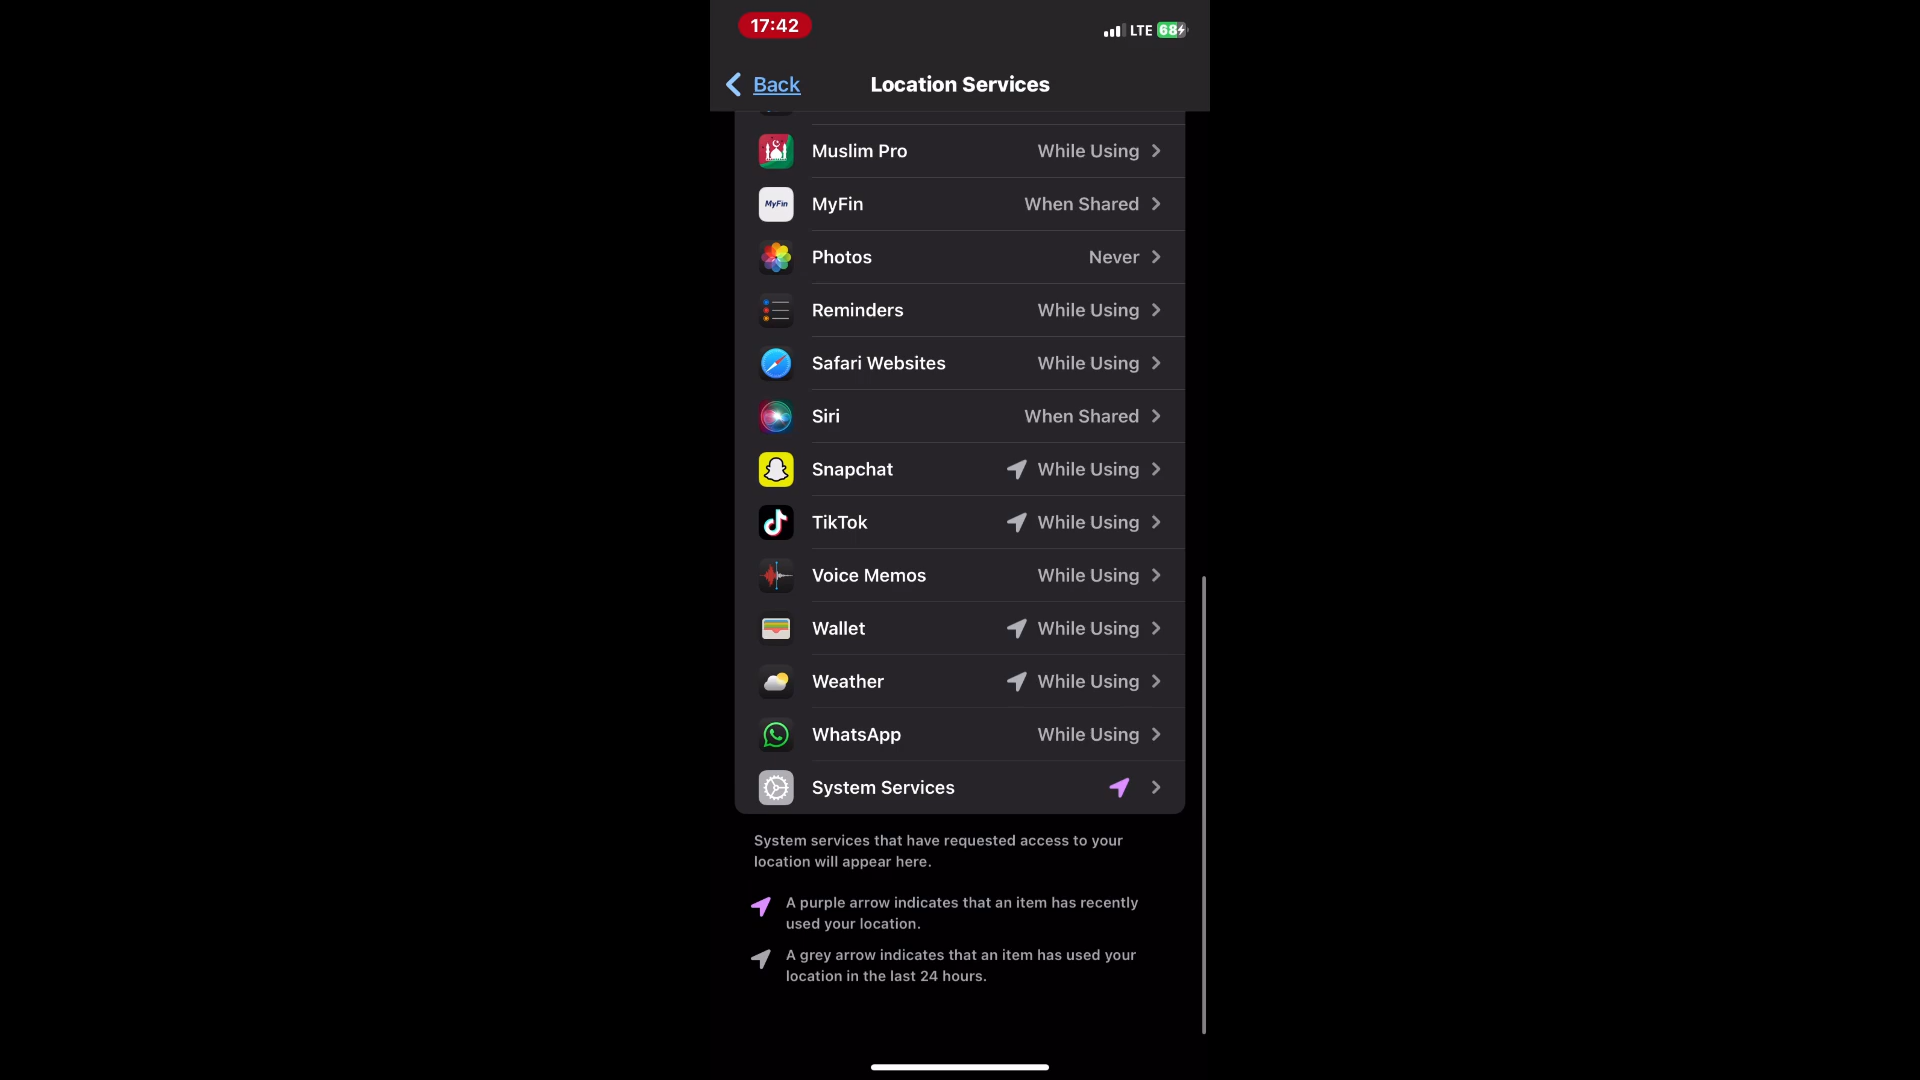 17:42
LTE 68
Back
Location Services
Muslim Pro While Using
MyFin MyFin When Shared
Photos Never
Reminders While Using
Safari Websites While Using
Siri When Shared
Snapchat While Using
TikTok While Using
Voice Memos While Using
Wallet While Using
Weather While Using
WhatsApp While Using
System Services
System services that have requested access to your
location will appear here.
A purple arrow indicates that an item has recently
used your location.
A grey arrow indicates that an item has used your
location in the last 24 hours.